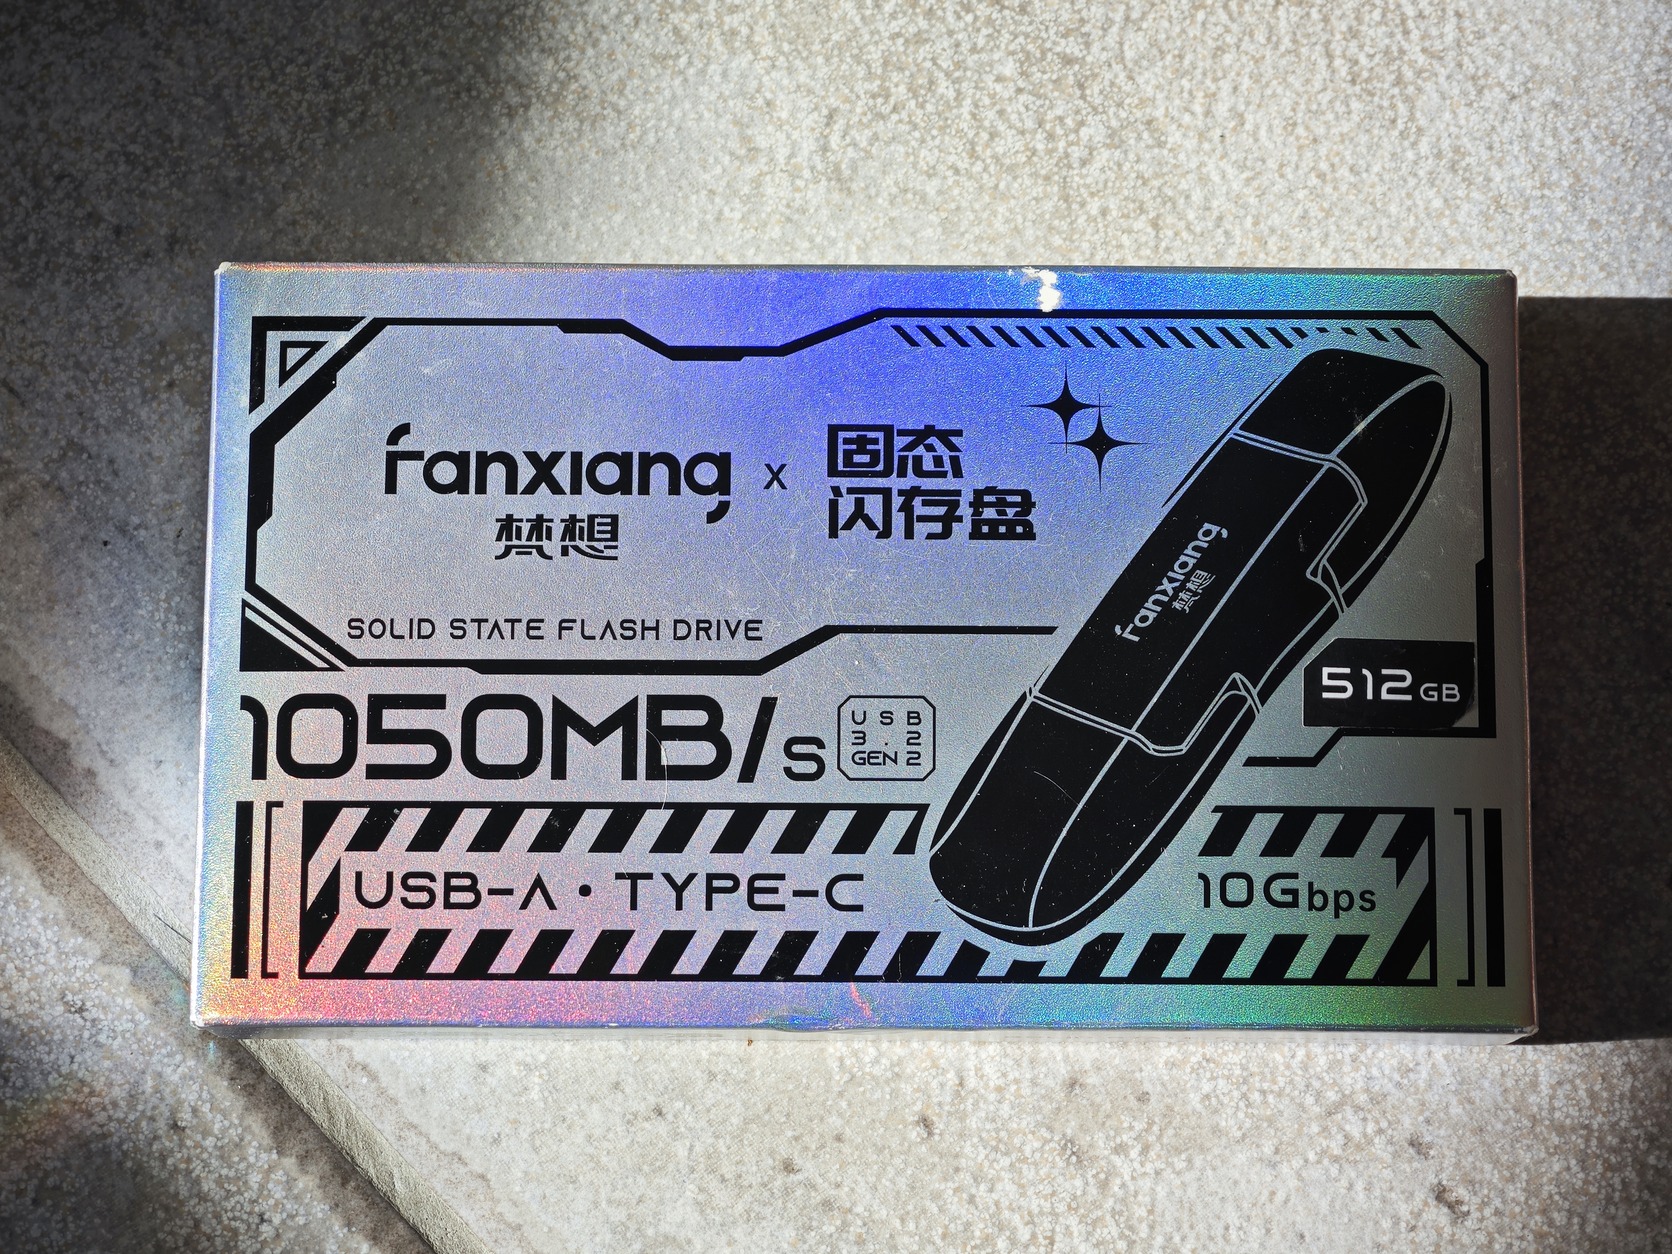 fanxiang x 固态
闪存盘
梵想
SOLID STATE FLASH DRIVE
fanxiang
梵想
512GB
1050MB/s
USB
3.2
GEN 2
USB-A·TYPE-C
10Gbps